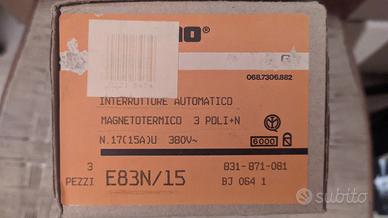 no®
068.7306.882
INTERRUTTORE AUTOMATICO
MAGNETOTERMICO 3 POLI+N
N.17(15A)U 380V~ 6000
3 831-871-081
PEZZI E83N/15 BJ 064 1
subito